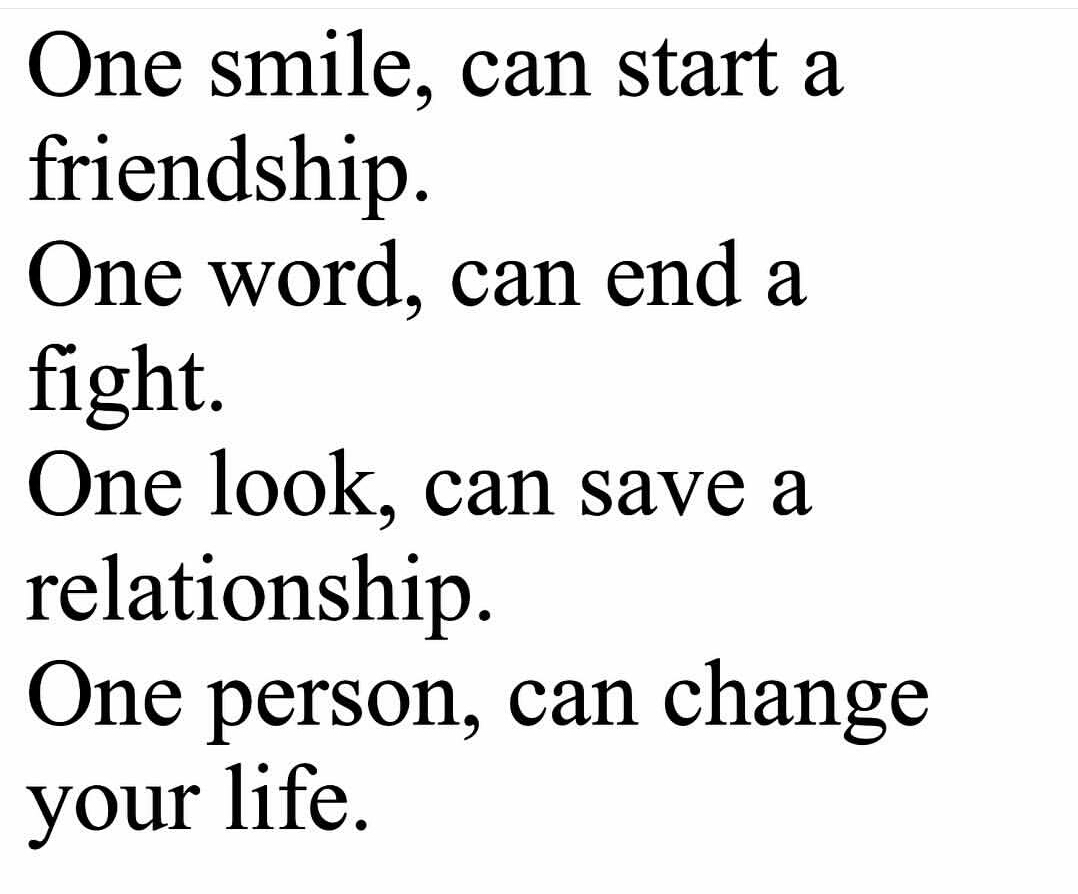 One smile, can start a
friendship.
One word, can end a
fight.
One look, can save a
relationship.
One person, can change
your life.